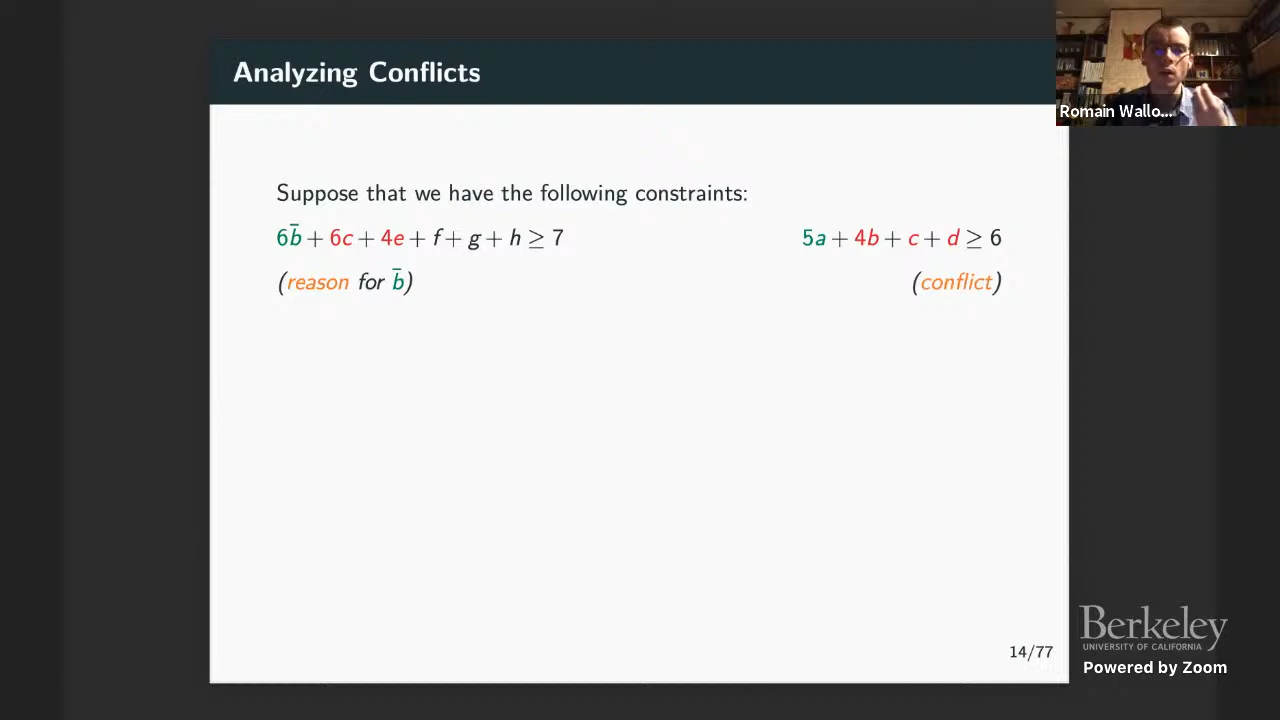 Analyzing Conflicts
Romain Wallo...
Suppose that we have the following constraints:
6b̄ + 6c + 4e + f + g + h ≥ 7
5a + 4b + c + d ≥ 6
(reason for b̄)
(conflict)
14/77
Berkeley
UNIVERSITY OF CALIFORNIA
Powered by Zoom